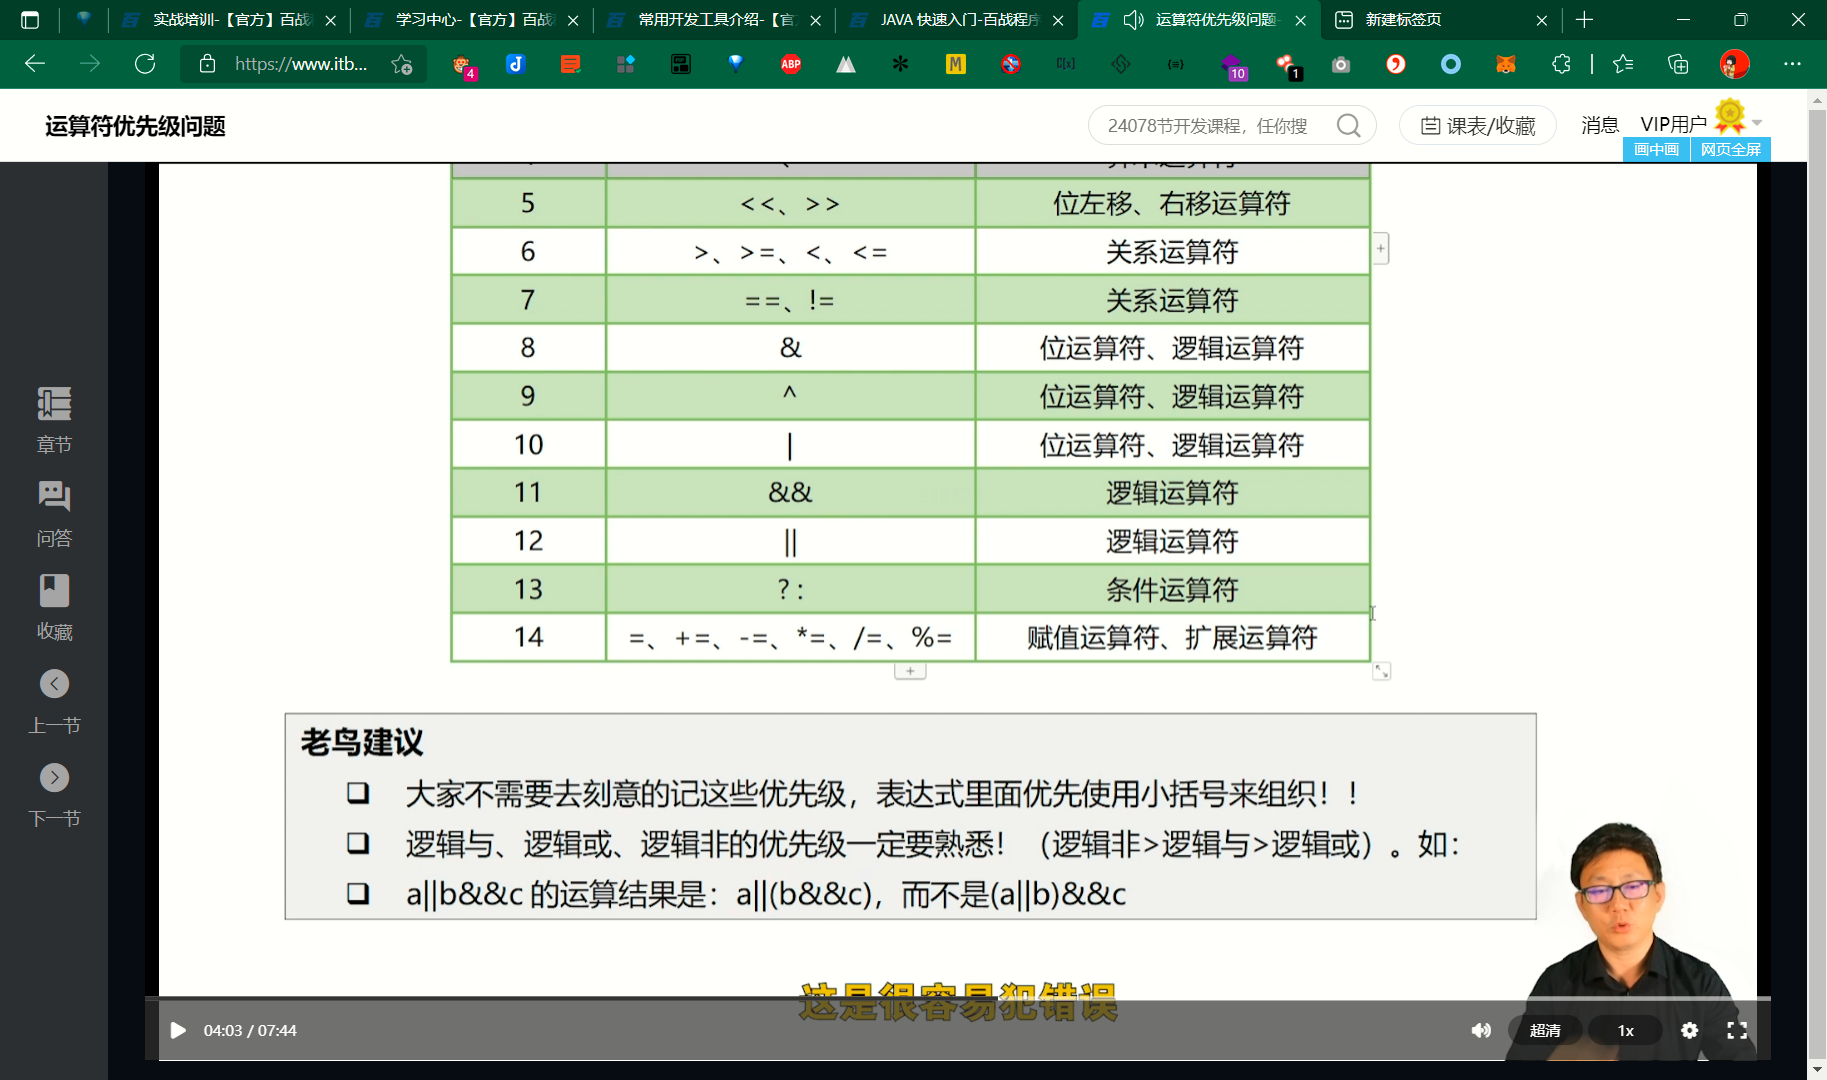 实战培训-【官方】百战
学习中心-【官方】百战
常用开发工具介绍-【官
JAVA 快速入门-百战程序
运算符优先级问题-
新建标签页
https://www.itb...
4
ABP
M
10
1
运算符优先级问题
24078节开发课程，任你搜
课表/收藏
消息
VIP用户
画中画
网页全屏
5 <<、>> 位左移、右移运算符
6 >、>=、<、<= 关系运算符
7 ==、!= 关系运算符
8 & 位运算符、逻辑运算符
9 ^ 位运算符、逻辑运算符
10 | 位运算符、逻辑运算符
11 && 逻辑运算符
12 || 逻辑运算符
13 ? : 条件运算符
14 =、+=、-=、*=、/=、%= 赋值运算符、扩展运算符
章节
问答
收藏
上一节
下一节
老鸟建议
大家不需要去刻意的记这些优先级，表达式里面优先使用小括号来组织！！
逻辑与、逻辑或、逻辑非的优先级一定要熟悉！（逻辑非>逻辑与>逻辑或）。如：
a||b&&c 的运算结果是：a||(b&&c)，而不是(a||b)&&c
这是很容易犯错误
04:03 / 07:44
超清
1x